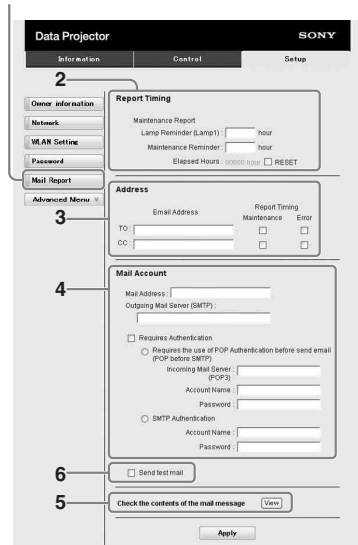 Data Projector
SONY
Information
Control
Setup
2
Owner information
Network
WLAN Setting
Password
Mail Report
Advanced Menu
Report Timing
Maintenance Report
Lamp Reminder (Lamp1) : hour
Maintenance Reminder : hour
Elapsed Hours : 00000 hour RESET
3
Address
Email Address
Report Timing
Maintenance Error
TO :
CC :
4
Mail Account
Mail Address :
Outgoing Mail Server (SMTP) :
Requires Authentication
Requires the use of POP Authentication before send email
(POP before SMTP)
Incoming Mail Server :
(POP3)
Account Name :
Password :
SMTP Authentication
Account Name :
Password :
6
Send test mail
5
Check the contents of the mail message View
Apply